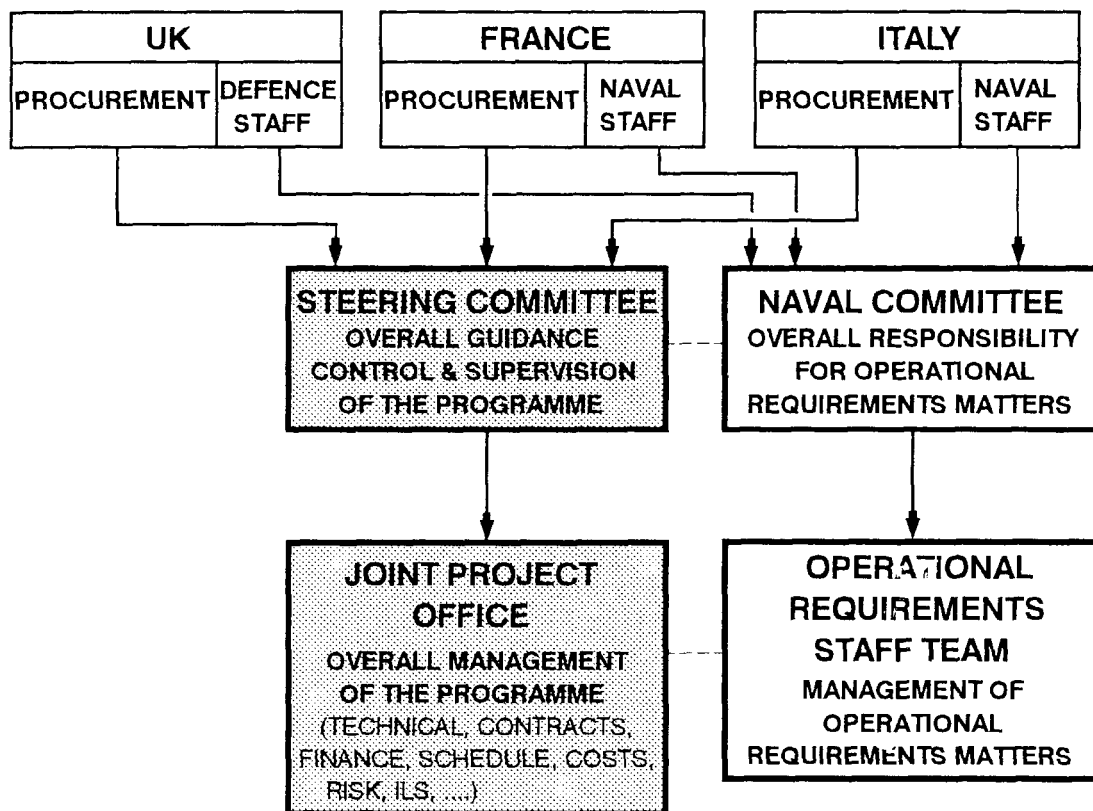 UK
PROCUREMENT
DEFENCE
STAFF
FRANCE
PROCUREMENT
NAVAL
STAFF
ITALY
PROCUREMENT
NAVAL
STAFF
STEERING COMMITTEE
OVERALL GUIDANCE
CONTROL & SUPERVISION
OF THE PROGRAMME
NAVAL COMMITTEE
OVERALL RESPONSIBILITY
FOR OPERATIONAL
REQUIREMENTS MATTERS
JOINT PROJECT
OFFICE
OVERALL MANAGEMENT
OF THE PROGRAMME
(TECHNICAL, CONTRACTS,
FINANCE, SCHEDULE, COSTS,
RISK, ILS, ....)
OPERATIONAL
REQUIREMENTS
STAFF TEAM
MANAGEMENT OF
OPERATIONAL
REQUIREMENTS MATTERS